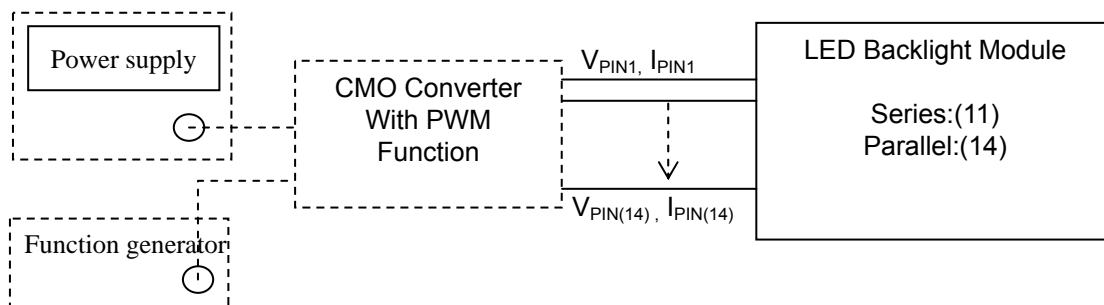 Power supply
Function generator
CMO Converter
With PWM
Function
V_PIN1, I_PIN1
V_PIN(14) , I_PIN(14)
LED Backlight Module
Series:(11)
Parallel:(14)